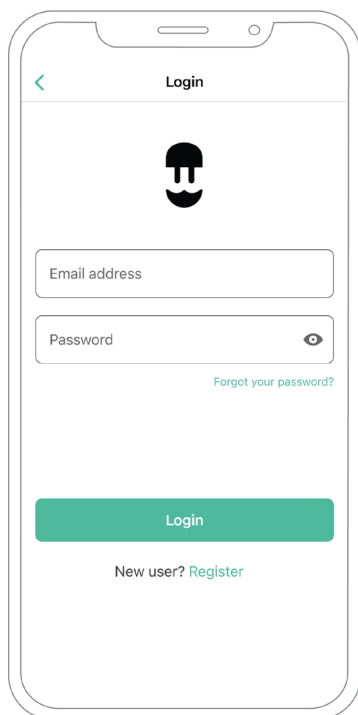 Login
Email address
Password
Forgot your password?
Login
New user? Register